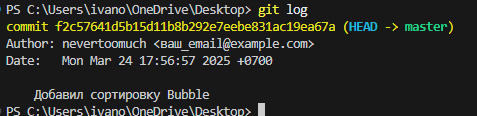 PS C:\Users\ivano\OneDrive\Desktop> git log
commit f2c57641d5b15d11b8b292e7eebe831ac19ea67a (HEAD -> master)
Author: nevertoomuch <ваш_email@example.com>
Date:   Mon Mar 24 17:56:57 2025 +0700
    Добавил сортировку Bubble
PS C:\Users\ivano\OneDrive\Desktop>